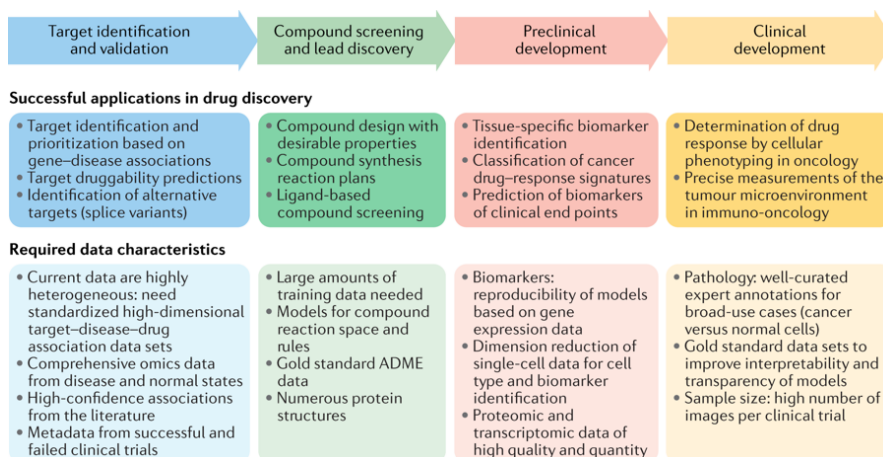 Target identification
and validation
Compound screening
and lead discovery
Preclinical
development
Clinical
development
Successful applications in drug discovery
• Target identification and
prioritization based on
gene–disease associations
• Target druggability predictions
• Identification of alternative
targets (splice variants)
• Compound design with
desirable properties
• Compound synthesis
reaction plans
• Ligand-based
compound screening
• Tissue-specific biomarker
identification
• Classification of cancer
drug–response signatures
• Prediction of biomarkers
of clinical end points
• Determination of drug
response by cellular
phenotyping in oncology
• Precise measurements of the
tumour microenvironment
in immuno-oncology
Required data characteristics
• Current data are highly
heterogeneous: need
standardized high-dimensional
target–disease–drug
association data sets
• Comprehensive omics data
from disease and normal states
• High-confidence associations
from the literature
• Metadata from successful and
failed clinical trials
• Large amounts of
training data needed
• Models for compound
reaction space and
rules
• Gold standard ADME
data
• Numerous protein
structures
• Biomarkers:
reproducibility of models
based on gene
expression data
• Dimension reduction of
single-cell data for cell
type and biomarker
identification
• Proteomic and
transcriptomic data of
high quality and quantity
• Pathology: well-curated
expert annotations for
broad-use cases (cancer
versus normal cells)
• Gold standard data sets to
improve interpretability and
transparency of models
• Sample size: high number of
images per clinical trial